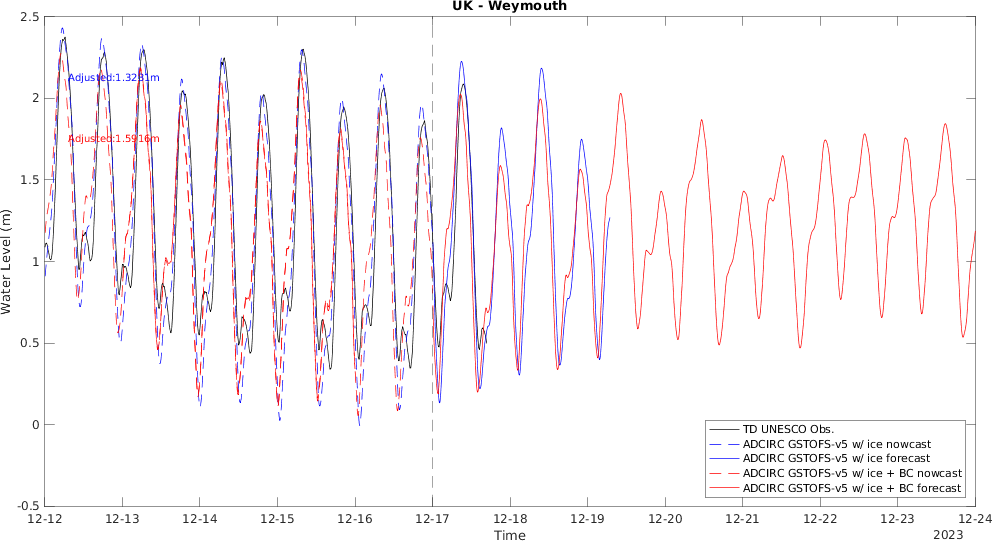 UK - Weymouth
2.5
2
1.5
1
0.5
0
-0.5
Water Level (m)
Adjusted:1.3281m
Adjusted:1.5916m
TD UNESCO Obs.
ADCIRC GSTOFS-v5 w/ ice nowcast
ADCIRC GSTOFS-v5 w/ ice forecast
ADCIRC GSTOFS-v5 w/ ice + BC nowcast
ADCIRC GSTOFS-v5 w/ ice + BC forecast
12-12 12-13 12-14 12-15 12-16 12-17 12-18 12-19 12-20 12-21 12-22 12-23 12-24
Time
2023